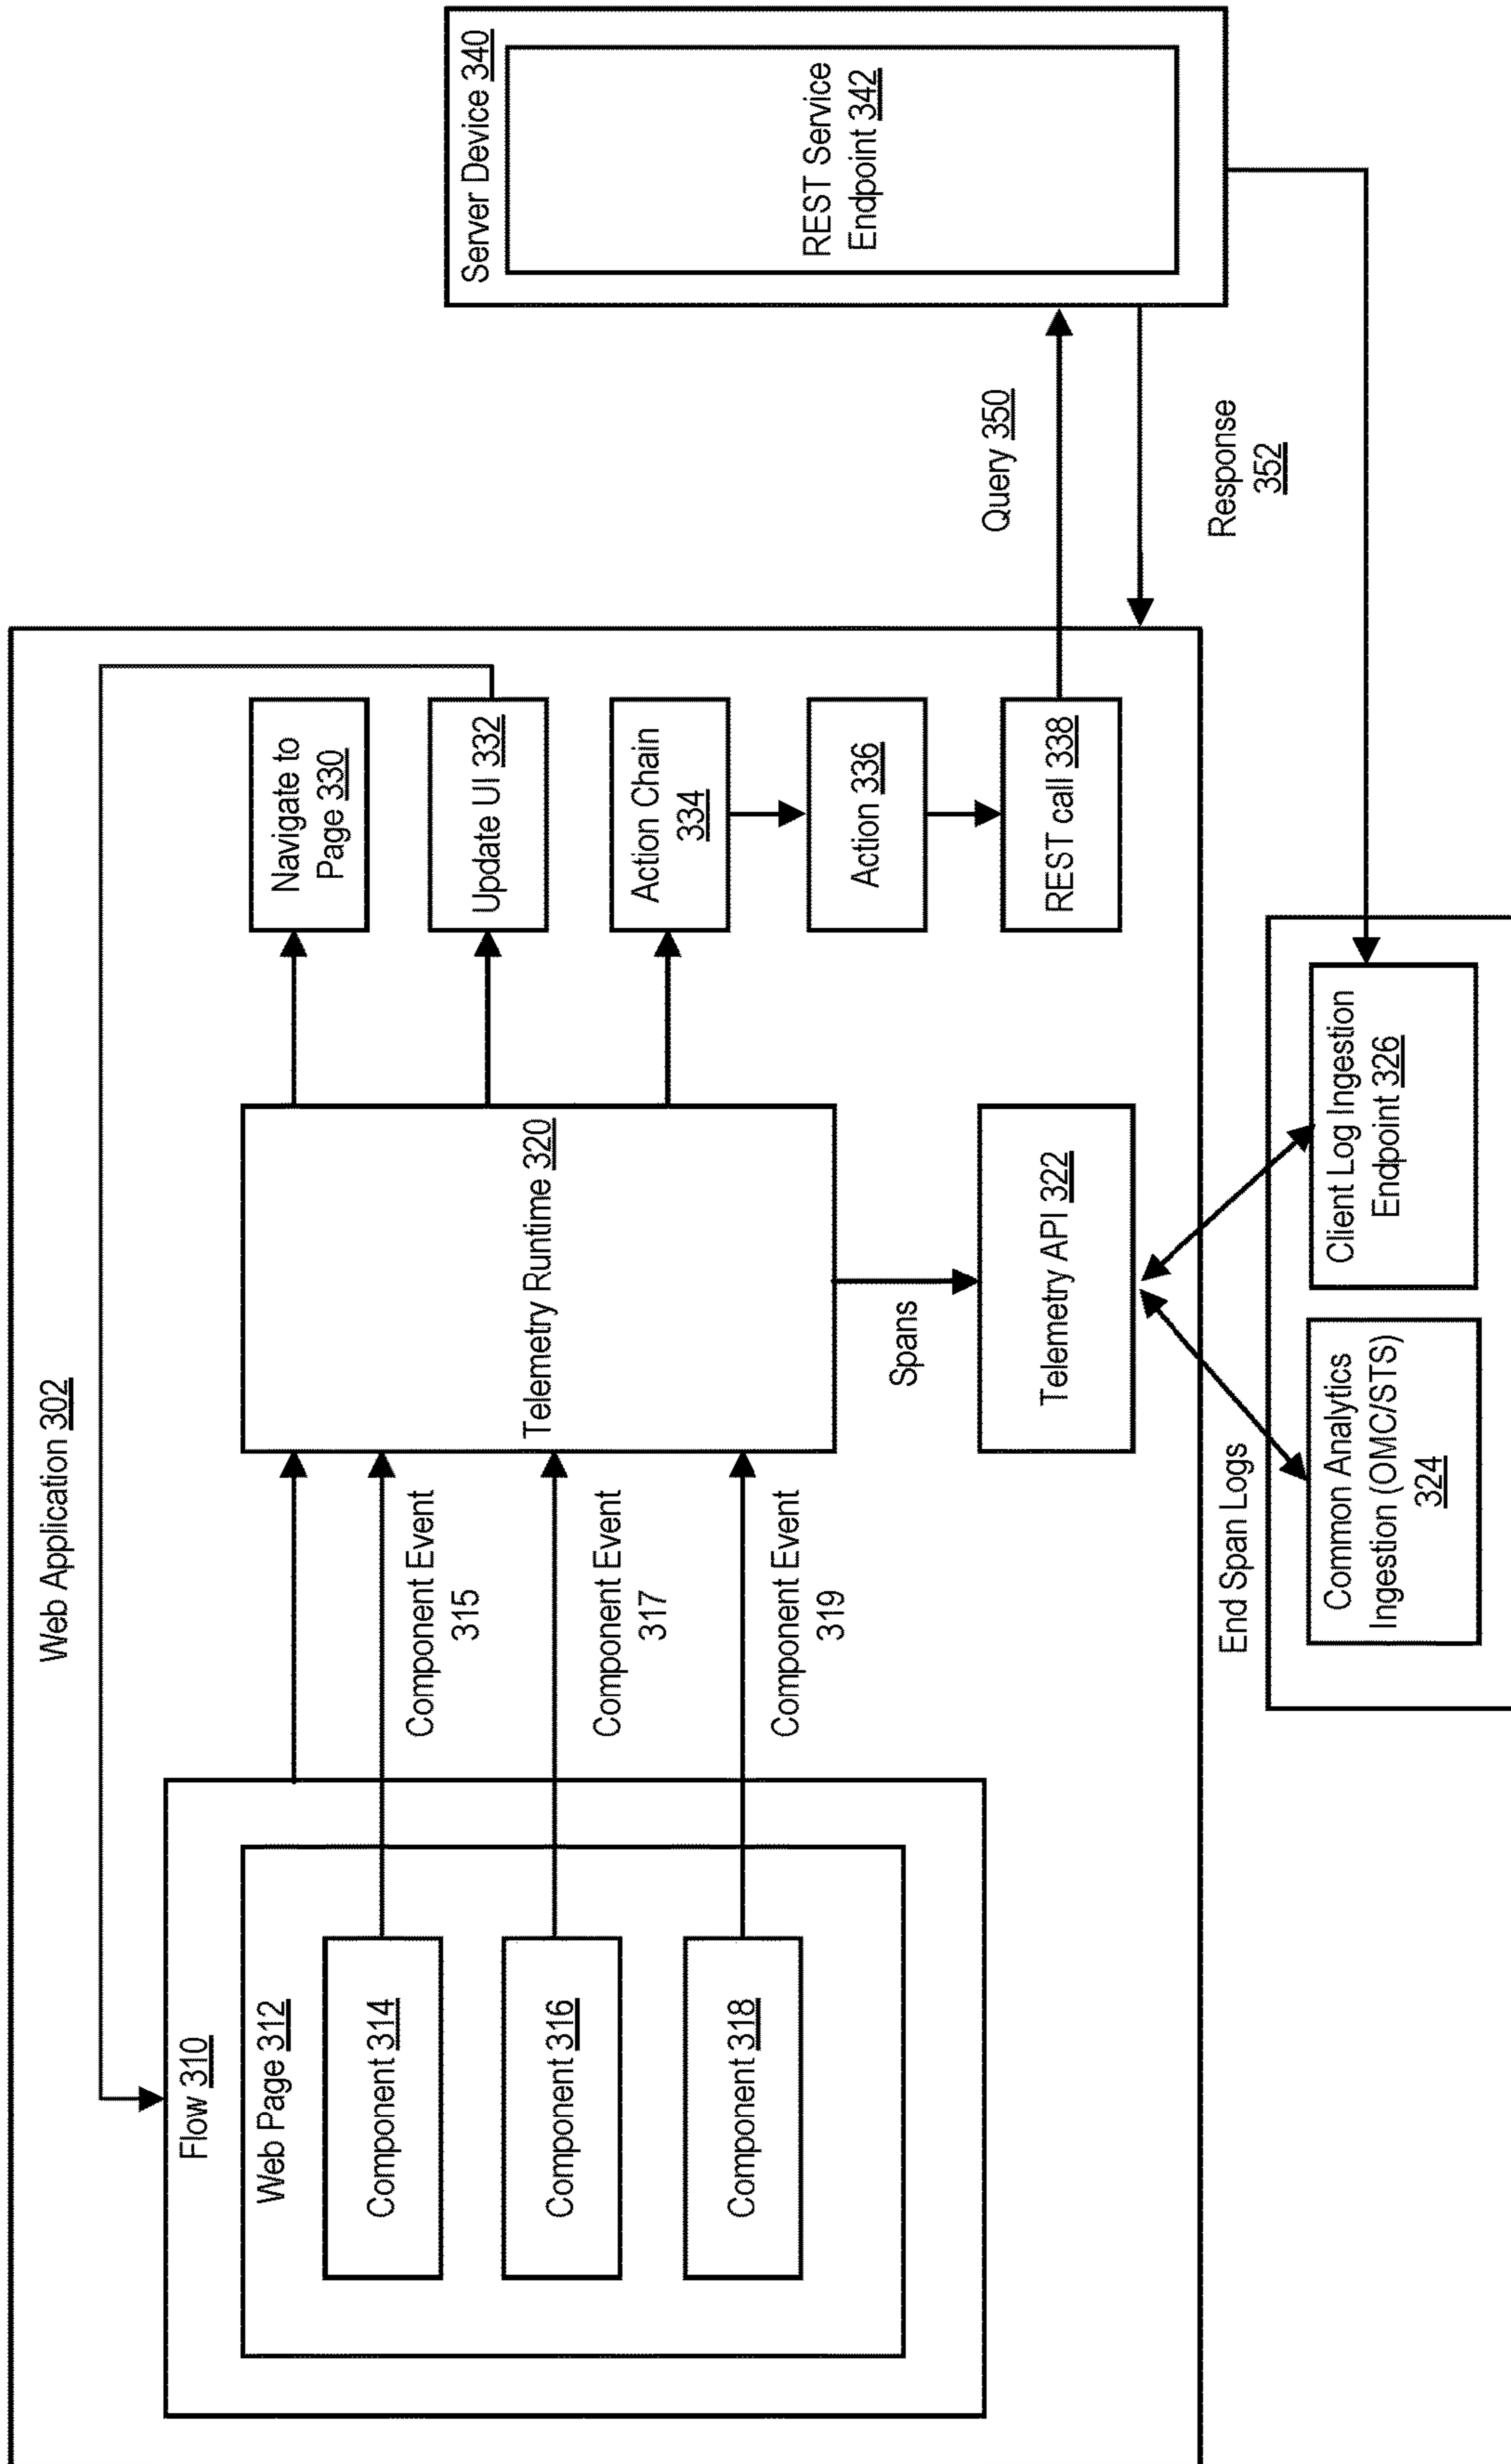 Web Application 302
Flow 310
Web Page 312
Component 314
Component 316
Component 318
Component Event
315
Component Event
317
Component Event
319
Telemetry Runtime 320
Spans
Telemetry API 322
Navigate to
Page 330
Update UI 332
Action Chain
334
Action 336
REST call 338
Query 350
Response
352
Server Device 340
REST Service
Endpoint 342
End Span Logs
Common Analytics
Ingestion (OMC/STS)
324
Client Log Ingestion
Endpoint 326